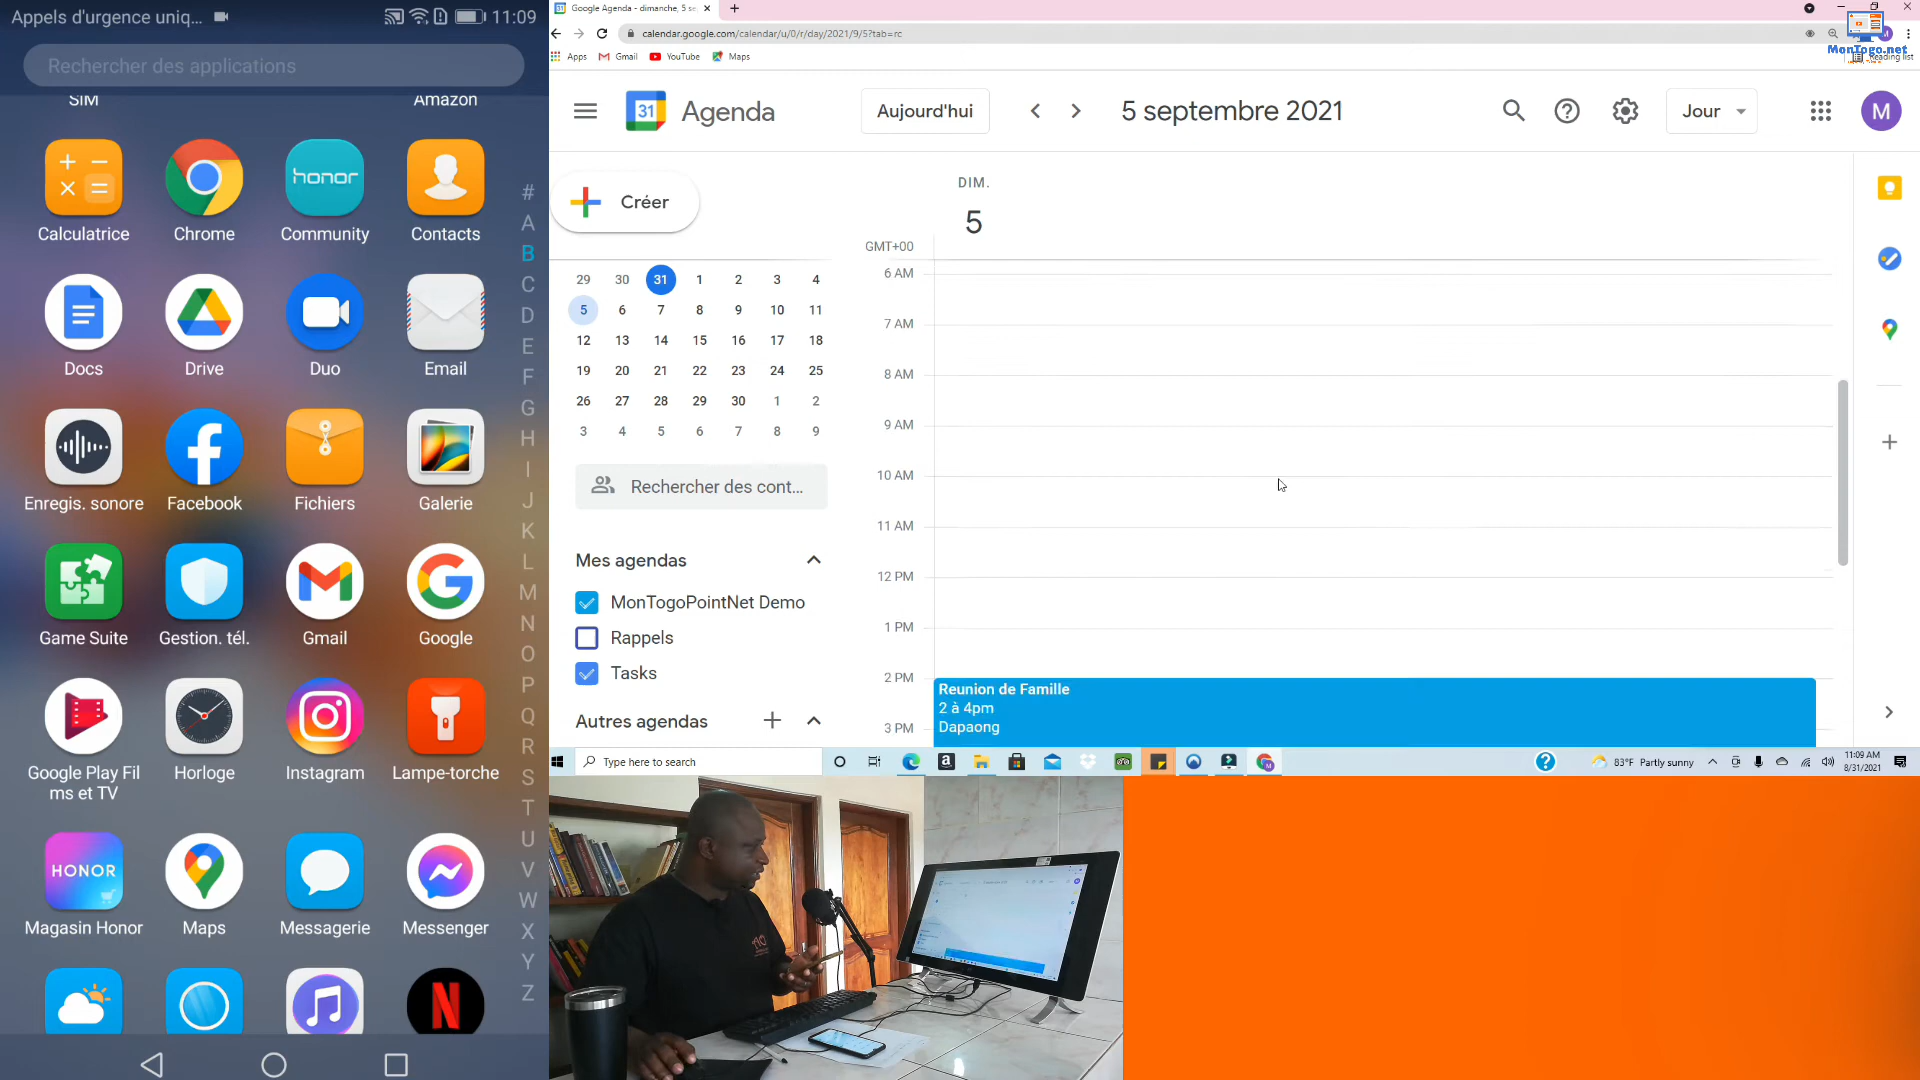 Appels d'urgence uniq...
11:09
Rechercher des applications
SIM
Amazon
Calculatrice
Chrome
honor
Community
Contacts
Docs
Drive
Duo
Email
Enregis. sonore
Facebook
Fichiers
Galerie
Game Suite
Gestion. tél.
Gmail
Google
Google Play Fil
ms et TV
Horloge
Instagram
Lampe-torche
HONOR
Magasin Honor
Maps
Messagerie
Messenger
#
A
B
C
D
E
F
G
H
I
J
K
L
M
N
O
P
Q
R
S
T
U
V
W
X
Y
Z
Google Agenda - dimanche, 5 se
calendar.google.com/calendar/u/0/r/day/2021/9/5?tab=rc
Apps
Gmail
YouTube
Maps
MonTogo.net
Reading list
31
Agenda
Aujourd'hui
5 septembre 2021
Jour
M
Créer
DIM.
5
GMT+00
29 30 31 1 2 3 4
5 6 7 8 9 10 11
12 13 14 15 16 17 18
19 20 21 22 23 24 25
26 27 28 29 30 1 2
3 4 5 6 7 8 9
Rechercher des cont...
Mes agendas
MonTogoPointNet Demo
Rappels
Tasks
Autres agendas
6 AM
7 AM
8 AM
9 AM
10 AM
11 AM
12 PM
1 PM
2 PM
3 PM
Reunion de Famille
2 à 4pm
Dapaong
Type here to search
83°F Partly sunny
11:09 AM
8/31/2021